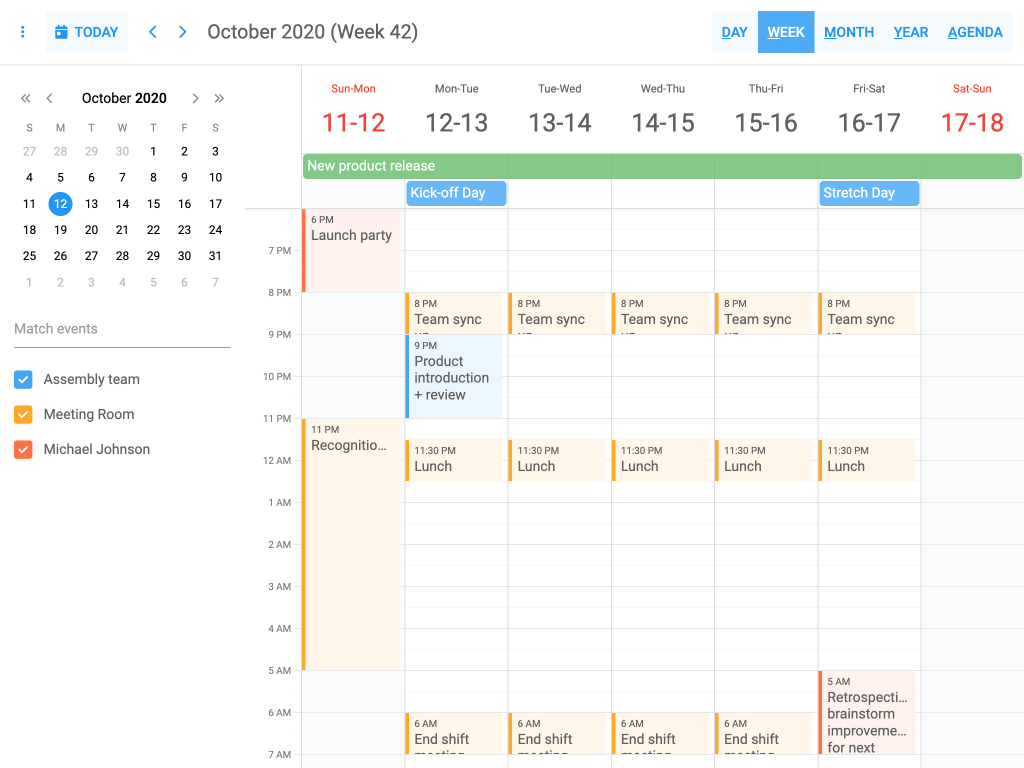 TODAY
October 2020 (Week 42)
DAY
WEEK
MONTH
YEAR
AGENDA
October 2020
S M T W T F S
27 28 29 30 1 2 3
4 5 6 7 8 9 10
11 12 13 14 15 16 17
18 19 20 21 22 23 24
25 26 27 28 29 30 31
1 2 3 4 5 6 7
Match events
Assembly team
Meeting Room
Michael Johnson
Sun-Mon Mon-Tue Tue-Wed Wed-Thu Thu-Fri Fri-Sat Sat-Sun
11-12 12-13 13-14 14-15 15-16 16-17 17-18
New product release
Kick-off Day
Stretch Day
6 PM
Launch party
7 PM
8 PM
8 PM 8 PM 8 PM 8 PM 8 PM
Team sync Team sync Team sync Team sync Team sync
9 PM
9 PM
Product
introduction
+ review
10 PM
11 PM
11 PM
Recognitio...
11:30 PM 11:30 PM 11:30 PM 11:30 PM 11:30 PM
Lunch Lunch Lunch Lunch Lunch
12 AM
1 AM
2 AM
3 AM
4 AM
5 AM
5 AM
Retrospecti...
brainstorm
improveme...
for next
6 AM
6 AM 6 AM 6 AM 6 AM
End shift End shift End shift End shift
meeting meeting meeting meeting
7 AM